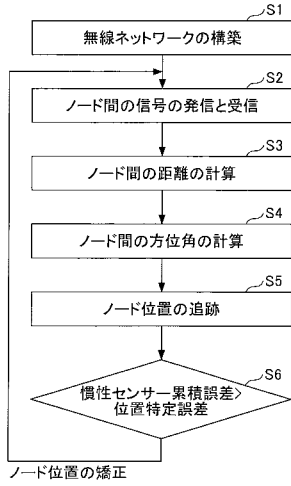 S1
無線ネットワークの構築
S2
ノード間の信号の発信と受信
S3
ノード間の距離の計算
S4
ノード間の方位角の計算
S5
ノード位置の追跡
S6
慣性センサー累積誤差>
位置特定誤差
ノード位置の矯正